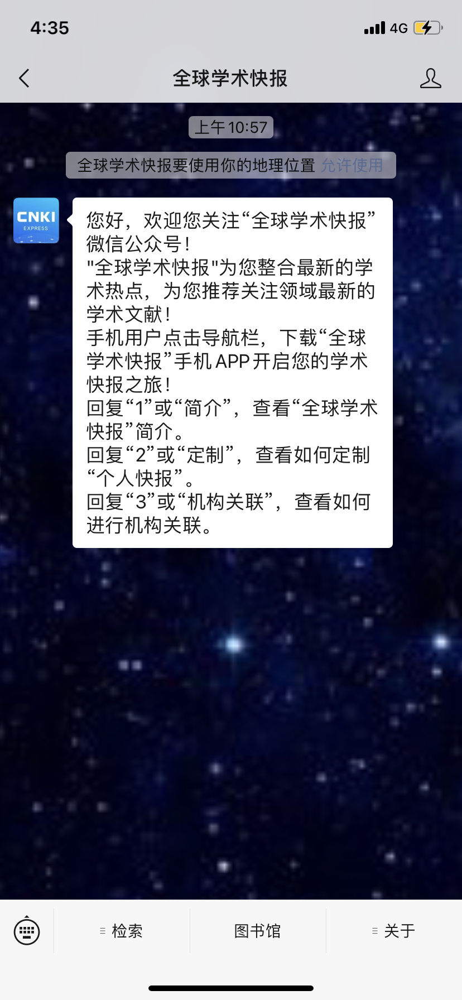 4:35
4G
全球学术快报
上午10:57
全球学术快报要使用你的地理位置 允许使用
CNKI
EXPRESS
您好，欢迎您关注“全球学术快报”
微信公众号！
"全球学术快报"为您整合最新的学
术热点，为您推荐关注领域最新的
学术文献！
手机用户点击导航栏，下载“全球
学术快报”手机APP开启您的学术
快报之旅！
回复“1”或“简介”，查看“全球学术
快报”简介。
回复“2”或“定制”，查看如何定制
“个人快报”。
回复“3”或“机构关联”，查看如何
进行机构关联。
检索
图书馆
关于